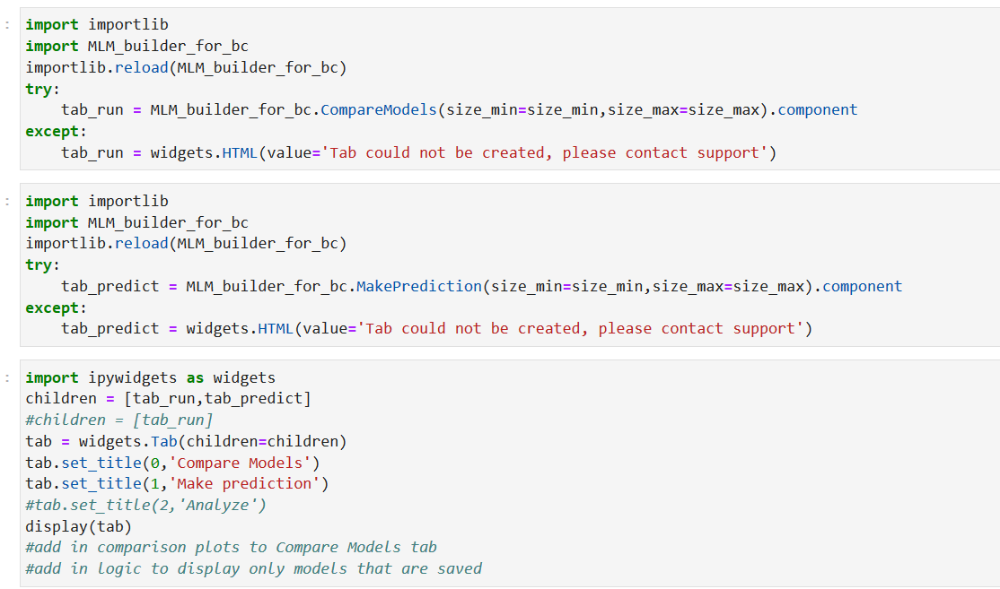 :
import importlib
import MLM_builder_for_bc
importlib.reload(MLM_builder_for_bc)
try:
    tab_run = MLM_builder_for_bc.CompareModels(size_min=size_min,size_max=size_max).component
except:
    tab_run = widgets.HTML(value='Tab could not be created, please contact support')
:
import importlib
import MLM_builder_for_bc
importlib.reload(MLM_builder_for_bc)
try:
    tab_predict = MLM_builder_for_bc.MakePrediction(size_min=size_min,size_max=size_max).component
except:
    tab_predict = widgets.HTML(value='Tab could not be created, please contact support')
:
import ipywidgets as widgets
children = [tab_run,tab_predict]
#children = [tab_run]
tab = widgets.Tab(children=children)
tab.set_title(0,'Compare Models')
tab.set_title(1,'Make prediction')
#tab.set_title(2,'Analyze')
display(tab)
#add in comparison plots to Compare Models tab
#add in logic to display only models that are saved